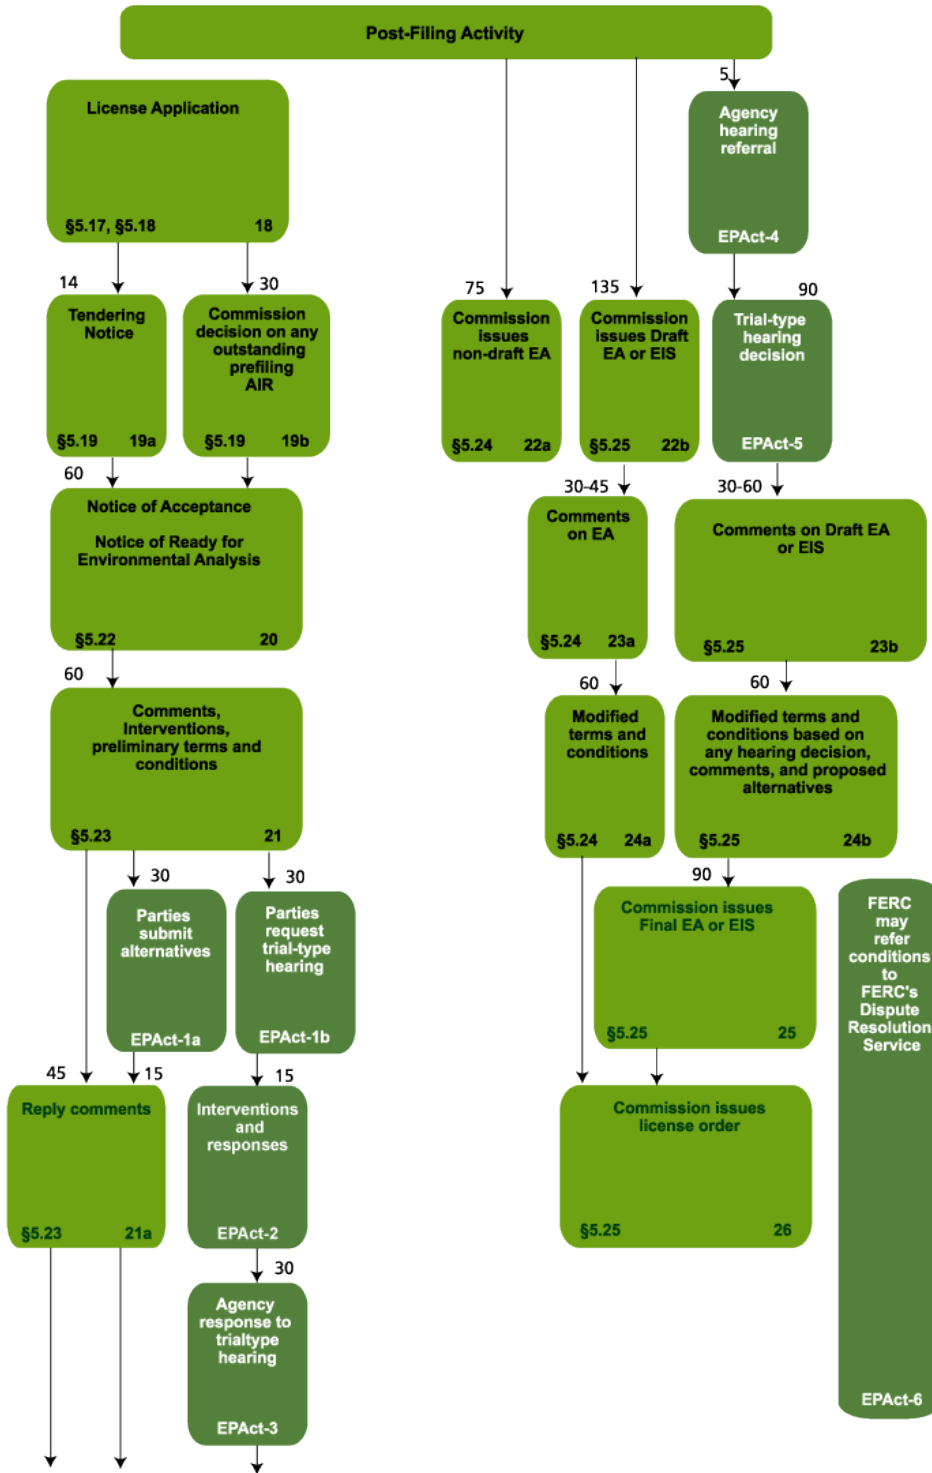 Post-Filing Activity
License Application
§5.17, §5.18 18
14
30
Tendering
Notice
§5.19 19a
Commission
decision on any
outstanding
prefiling
AIR
§5.19 19b
60
Notice of Acceptance
Notice of Ready for
Environmental Analysis
§5.22 20
60
Comments,
Interventions,
preliminary terms and
conditions
§5.23 21
30
30
Parties
submit
alternatives
EPAct-1a
Parties
request
trial-type
hearing
EPAct-1b
45
15
15
Reply comments
§5.23 21a
Interventions
and
responses
EPAct-2
30
Agency
response to
trialtype
hearing
EPAct-3
5
Agency
hearing
referral
EPAct-4
75
135
90
Commission
issues
non-draft EA
§5.24 22a
Commission
issues Draft
EA or EIS
§5.25 22b
Trial-type
hearing
decision
EPAct-5
30-45
30-60
Comments
on EA
§5.24 23a
Comments on Draft EA
or EIS
§5.25 23b
60
60
Modified
terms and
conditions
§5.24 24a
Modified terms and
conditions based on
any hearing decision,
comments, and proposed
alternatives
§5.25 24b
90
Commission issues
Final EA or EIS
§5.25 25
Commission issues
license order
§5.25 26
FERC
may
refer
conditions
to
FERC's
Dispute
Resolution
Service
EPAct-6